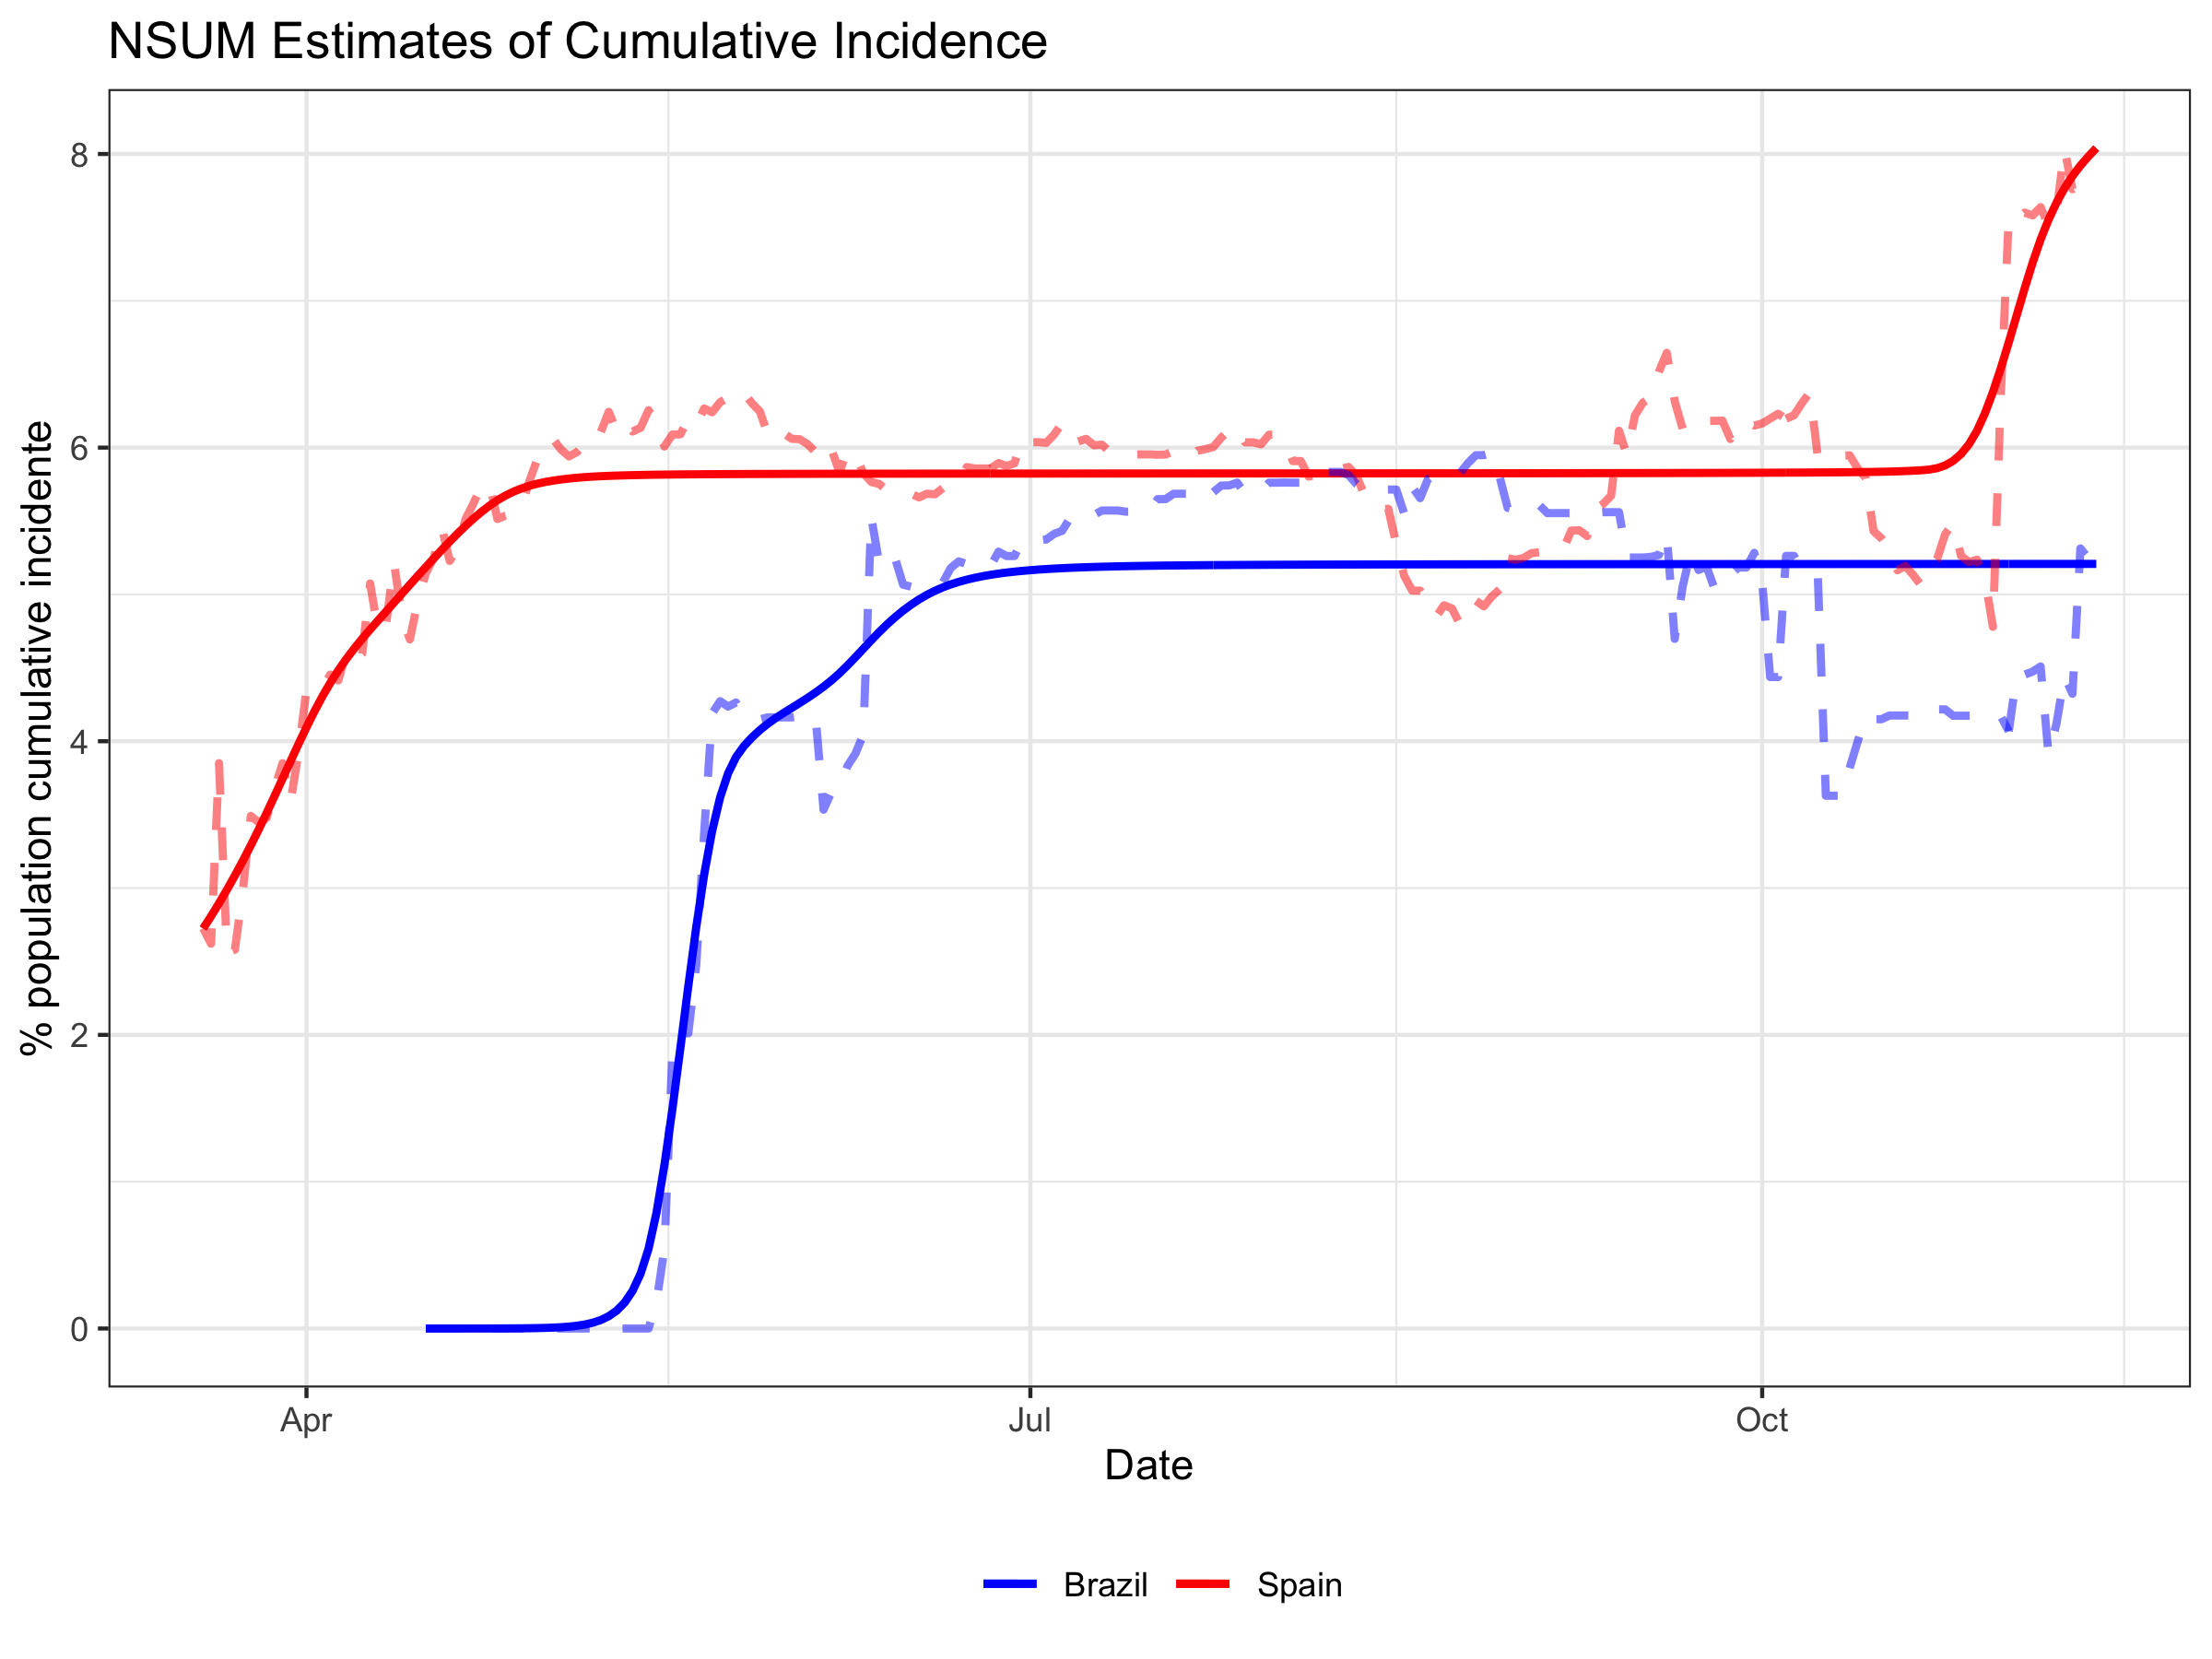 NSUM Estimates of Cumulative Incidence
% population cumulative incidente
8
6
4
2
0
Apr Jul Oct
Date
Brazil Spain